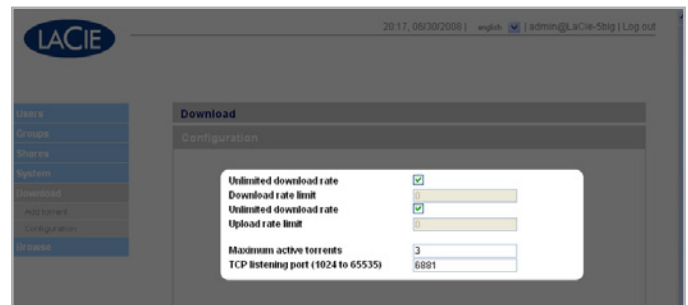 LACIE
20:17, 06/30/2008 | english | admin@LaCie-5big | Log out
Users
Groups
Shares
System
Download
Add torrent
Configuration
Browse
Download
Configuration
Unlimited download rate
Download rate limit 0
Unlimited download rate
Upload rate limit 0
Maximum active torrents 3
TCP listening port (1024 to 65535) 6881